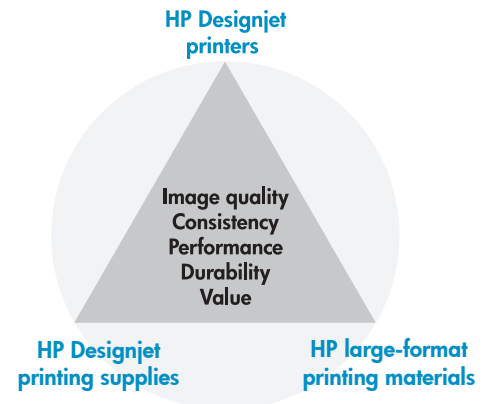 HP Designjet
printers
Image quality
Consistency
Performance
Durability
Value
HP Designjet
printing supplies
HP large-format
printing materials